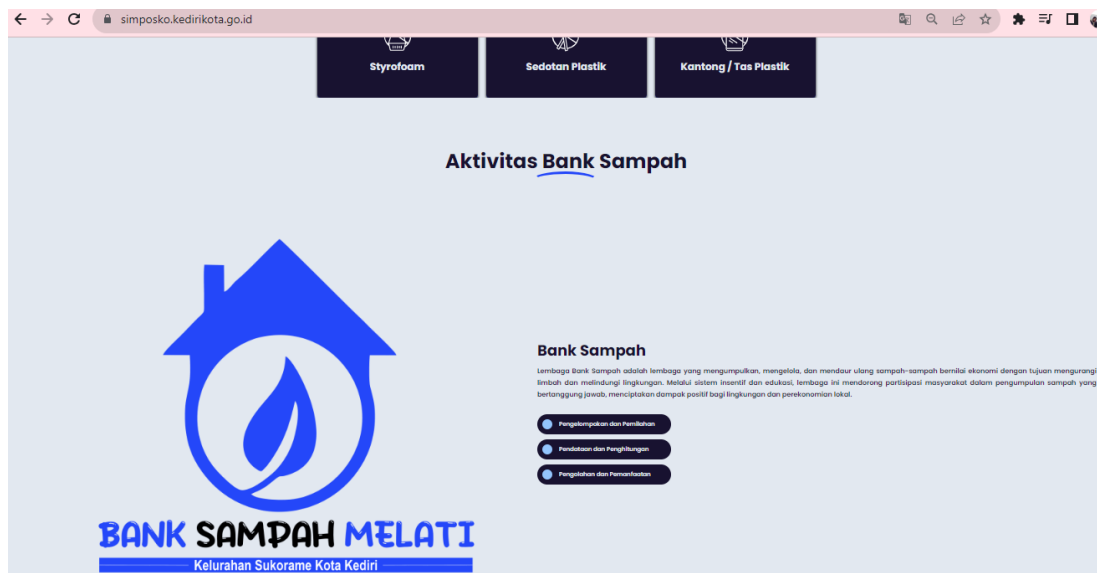 simposko.kedirikota.go.id
Styrofoam
Sedotan Plastik
Kantong / Tas Plastik
Aktivitas Bank Sampah
Bank Sampah
Lembaga Bank Sampah adalah lembaga yang mengumpulkan, mengelola, dan mendaur ulang sampah-sampah bernilai ekonomi dengan tujuan mengurangi
limbah dan melindungi lingkungan. Melalui sistem insentif dan edukasi, lembaga ini mendorong partisipasi masyarakat dalam pengumpulan sampah yang
bertanggung jawab, menciptakan dampak positif bagi lingkungan dan perekonomian lokal.
Pengelompokan dan Pemilahan
Pendataan dan Penghitungan
Pengolahan dan Pemanfaatan
BANK SAMPAH MELATI
Kelurahan Sukorame Kota Kediri